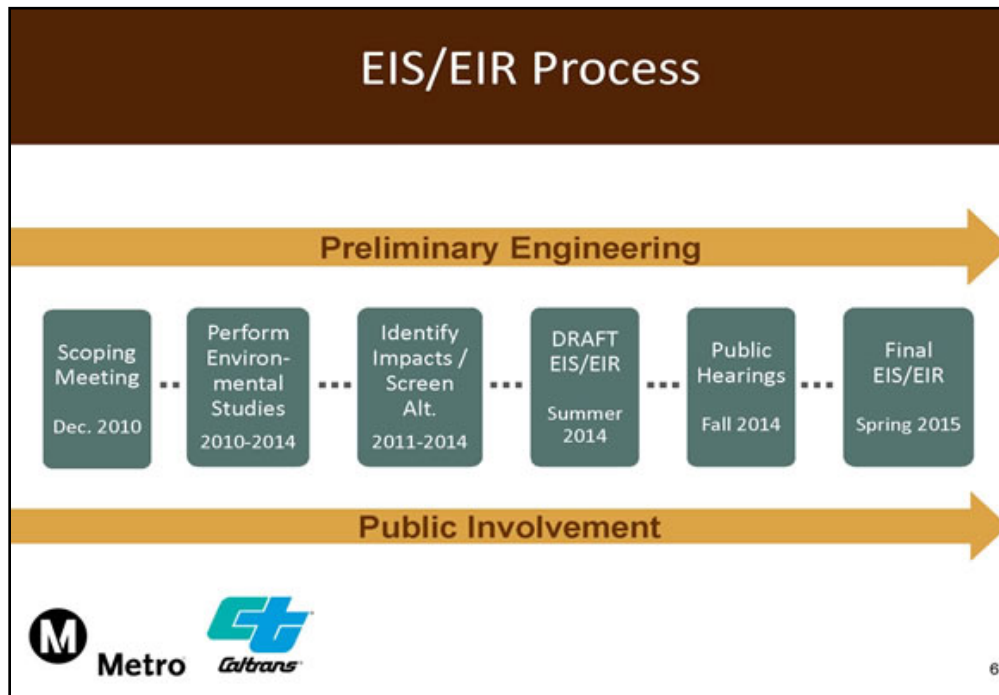 EIS/EIR Process
Preliminary Engineering
Scoping
Meeting
Dec. 2010
Perform
Environ-
mental
Studies
2010-2014
Identify
Impacts /
Screen
Alt.
2011-2014
DRAFT
EIS/EIR
Summer
2014
Public
Hearings
Fall 2014
Final
EIS/EIR
Spring 2015
Public Involvement
M Metro
Ct
Caltrans
6